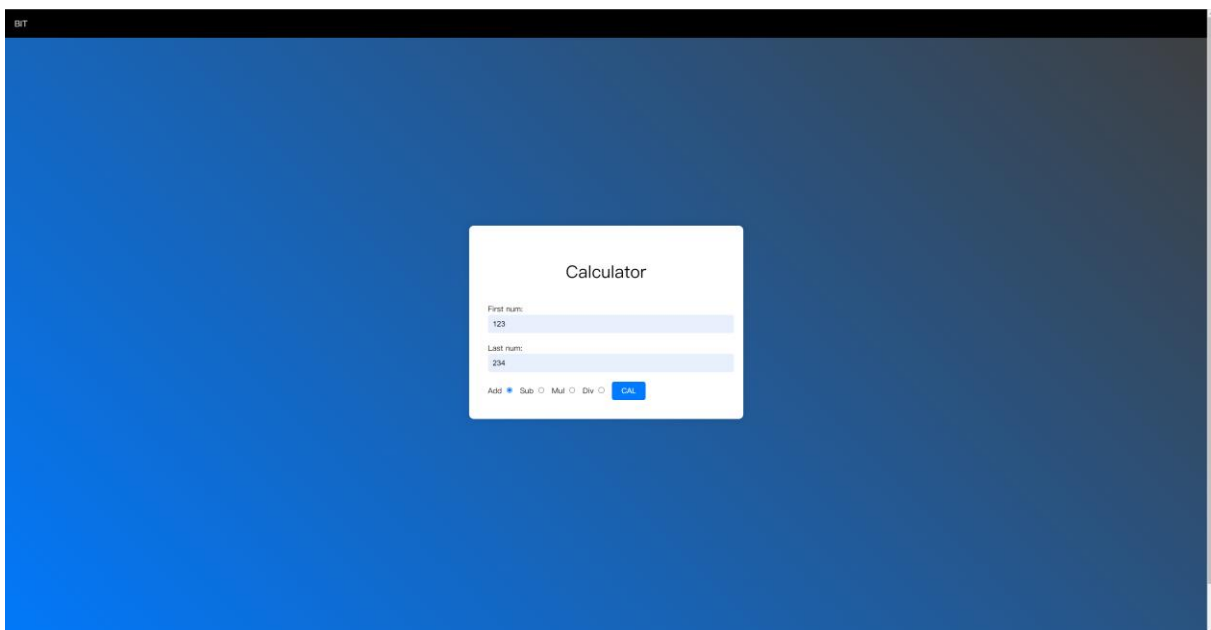 BIT
Calculator
First num:
123
Last num:
234
Add Sub Mul Div CAL